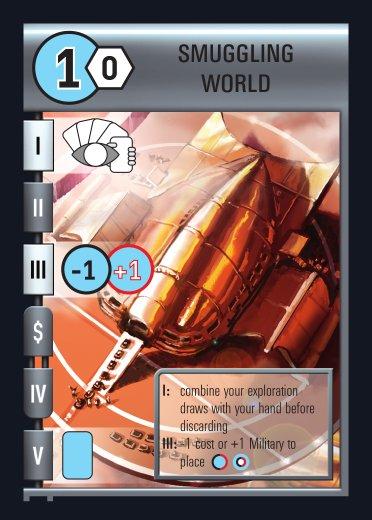 1 0
SMUGGLING
WORLD
I
II
III -1 +1
$
IV
V
I: combine your exploration
draws with your hand before
discarding
III: -1 cost or +1 Military to
place